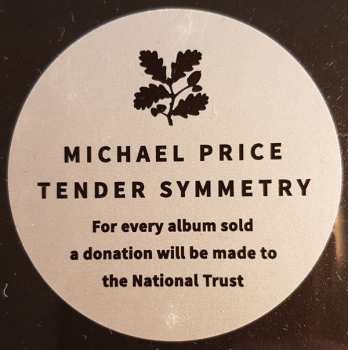 MICHAEL PRICE
TENDER SYMMETRY
For every album sold
a donation will be made to
the National Trust